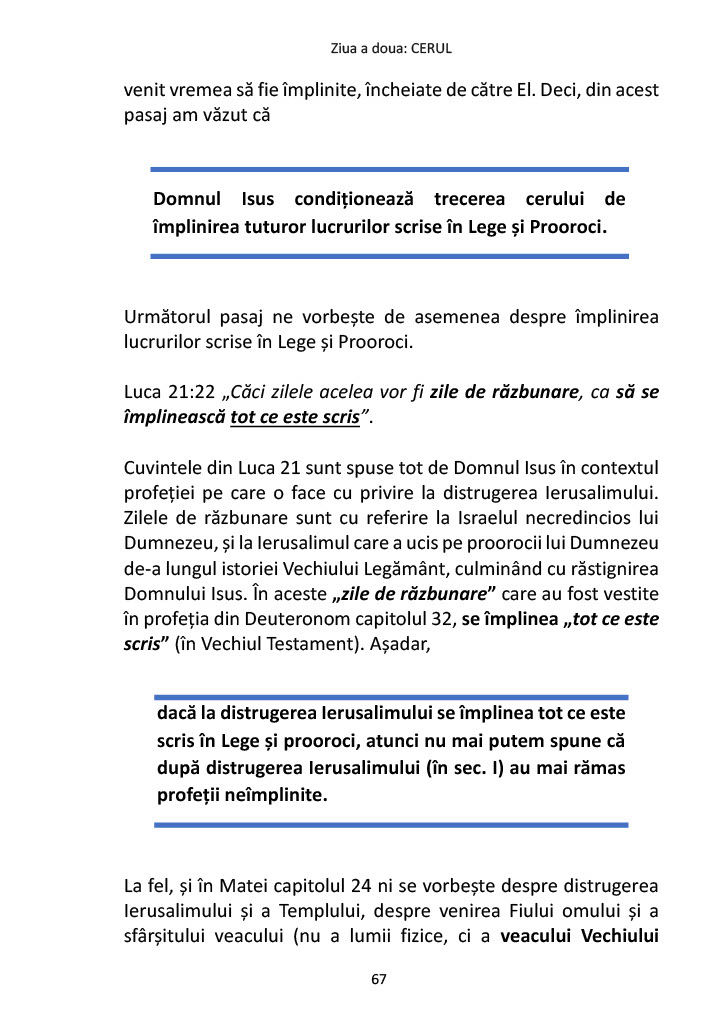 Ziua a doua: CERUL
venit vremea să fie împlinite, încheiate de către El. Deci, din acest
pasaj am văzut că
Domnul Isus condiționează trecerea cerului de
împlinirea tuturor lucrurilor scrise în Lege și Prooroci.
Următorul pasaj ne vorbește de asemenea despre împlinirea
lucrurilor scrise în Lege și Prooroci.
Luca 21:22 „Căci zilele acelea vor fi zile de răzbunare, ca să se
împlinească tot ce este scris”.
Cuvintele din Luca 21 sunt spuse tot de Domnul Isus în contextul
profeției pe care o face cu privire la distrugerea Ierusalimului.
Zilele de răzbunare sunt cu referire la Israelul necredincios lui
Dumnezeu, și la Ierusalimul care a ucis pe proorocii lui Dumnezeu
de-a lungul istoriei Vechiului Legământ, culminând cu răstignirea
Domnului Isus. În aceste „zile de răzbunare” care au fost vestite
în profeția din Deuteronom capitolul 32, se împlinea „tot ce este
scris” (în Vechiul Testament). Așadar,
dacă la distrugerea Ierusalimului se împlinea tot ce este
scris în Lege și prooroci, atunci nu mai putem spune că
după distrugerea Ierusalimului (în sec. I) au mai rămas
profeții neîmplinite.
La fel, și în Matei capitolul 24 ni se vorbește despre distrugerea
Ierusalimului și a Templului, despre venirea Fiului omului și a
sfârșitului veacului (nu a lumii fizice, ci a veacului Vechiului
67